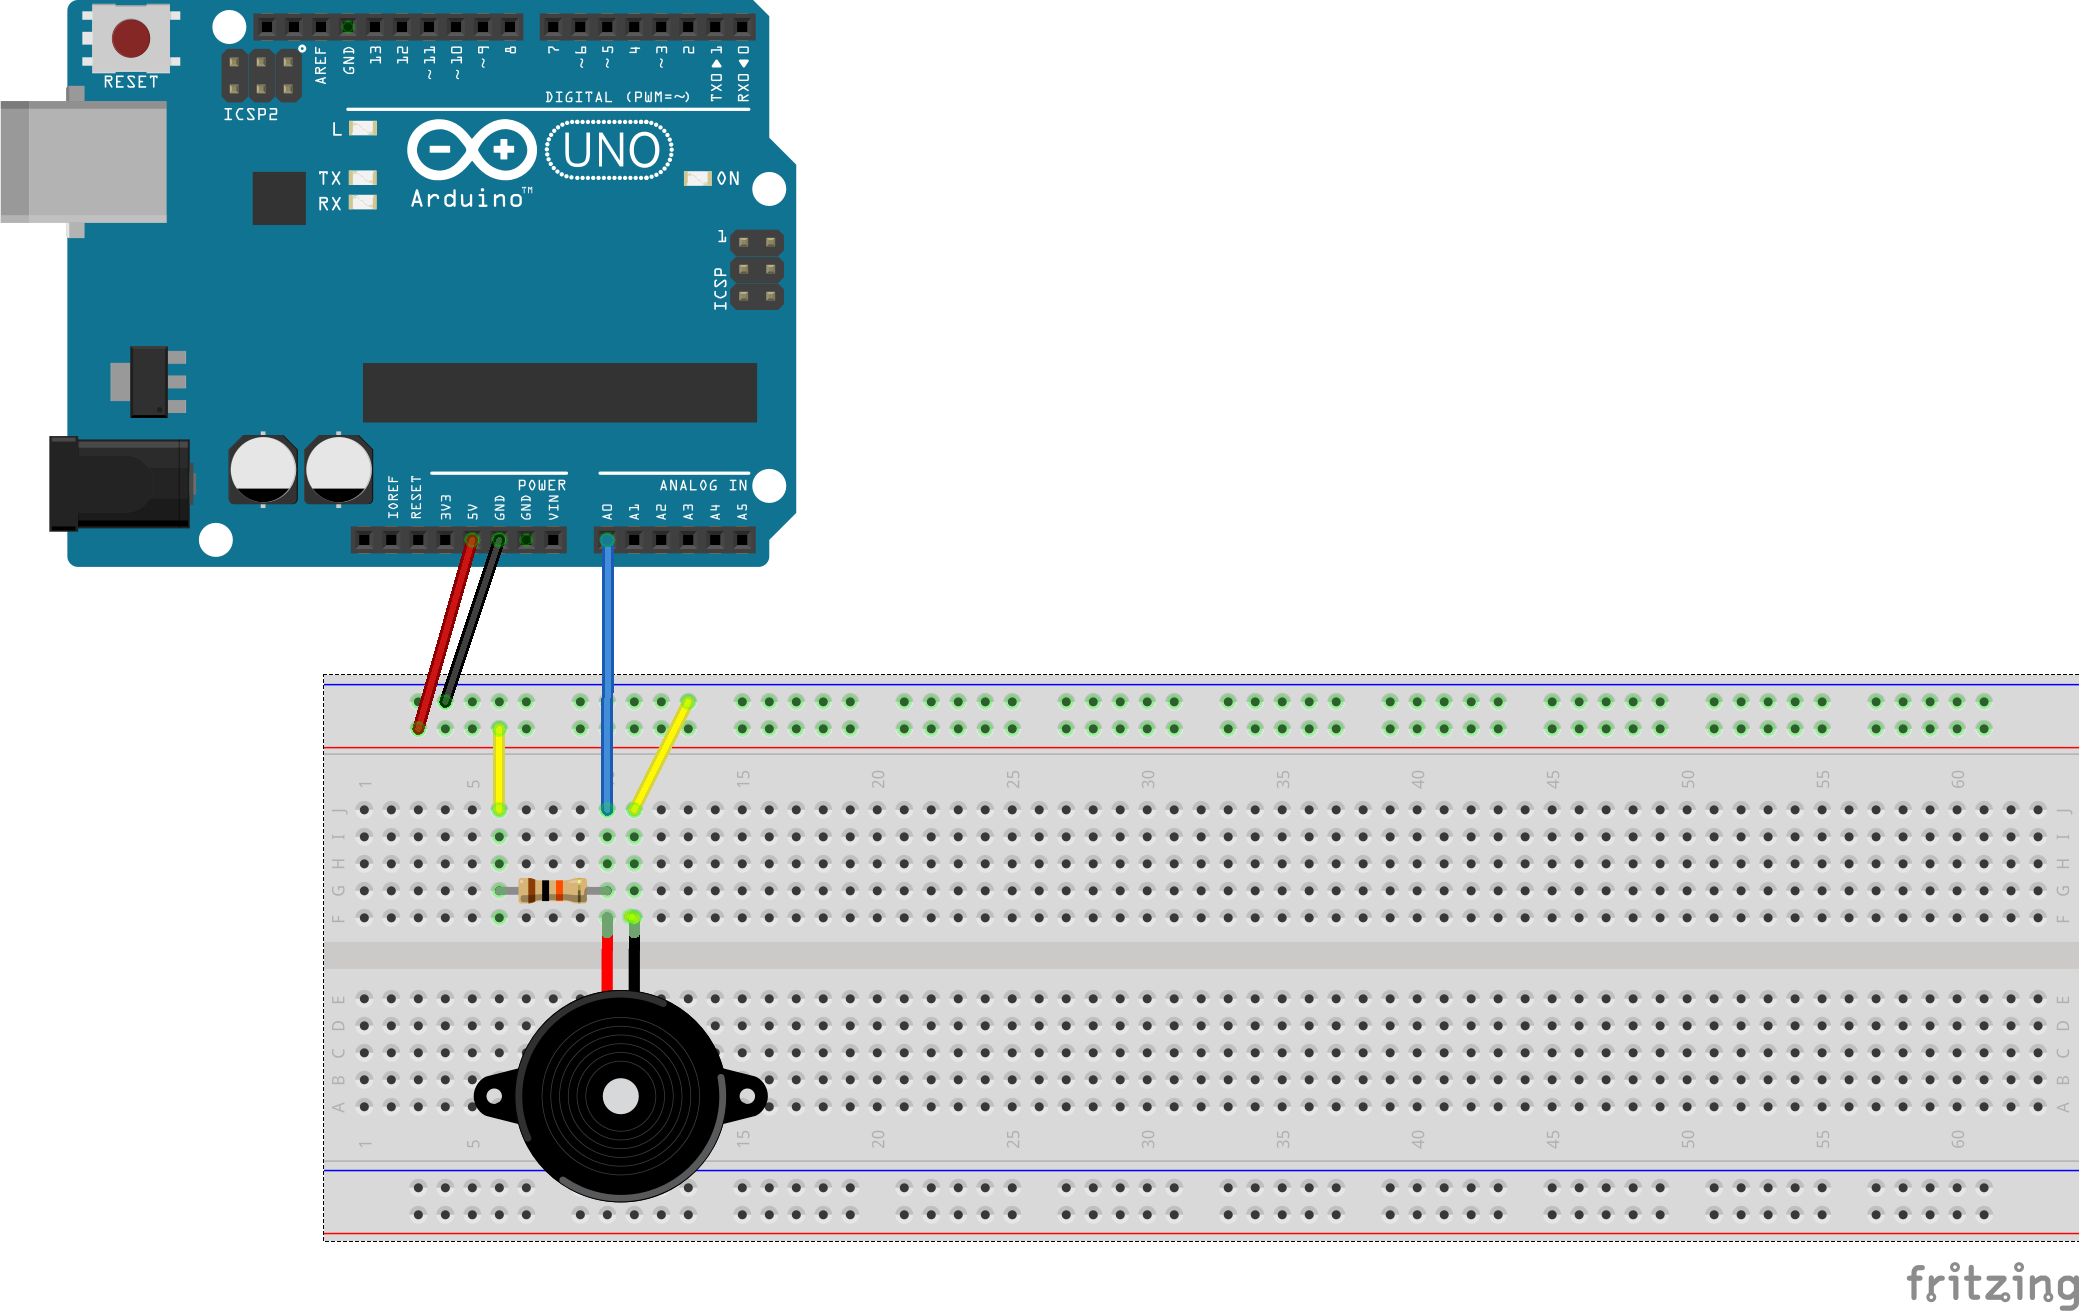 AREF
GND
13
12
~11
~10
~9
8
7
~6
~5
4
~3
2
TX0▶1
RX0◀0
RESET
ICSP2
DIGITAL (PWM=~)
L
TX
RX
UNO
Arduino™
ON
1
ICSP
POWER
ANALOG IN
IOREF
RESET
3V3
5V
GND
GND
VIN
A0
A1
A2
A3
A4
A5
1 5 15 20 25 30 35 40 45 50 55 60
J J
I I
H H
G G
F F
E E
D D
C C
B B
A A
1 5 15 20 25 30 35 40 45 50 55 60
fritzing